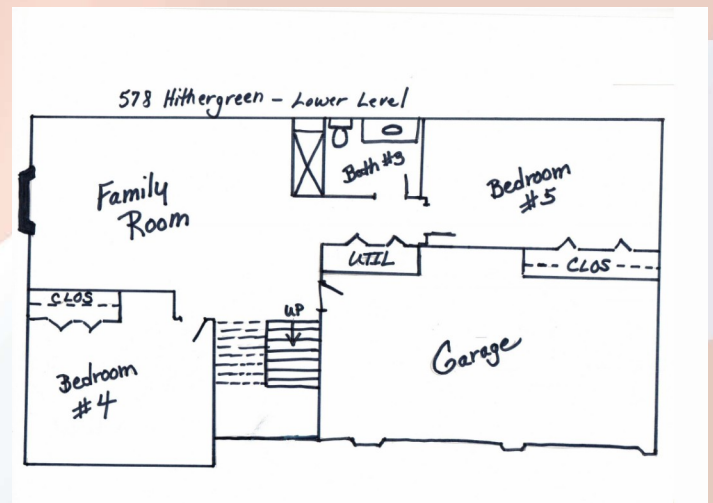 578 Hithergreen - Lower Level
Family
Room
Bath #3
Bedroom
#5
UTIL
CLOS
CLOS
UP
Bedroom
#4
Garage